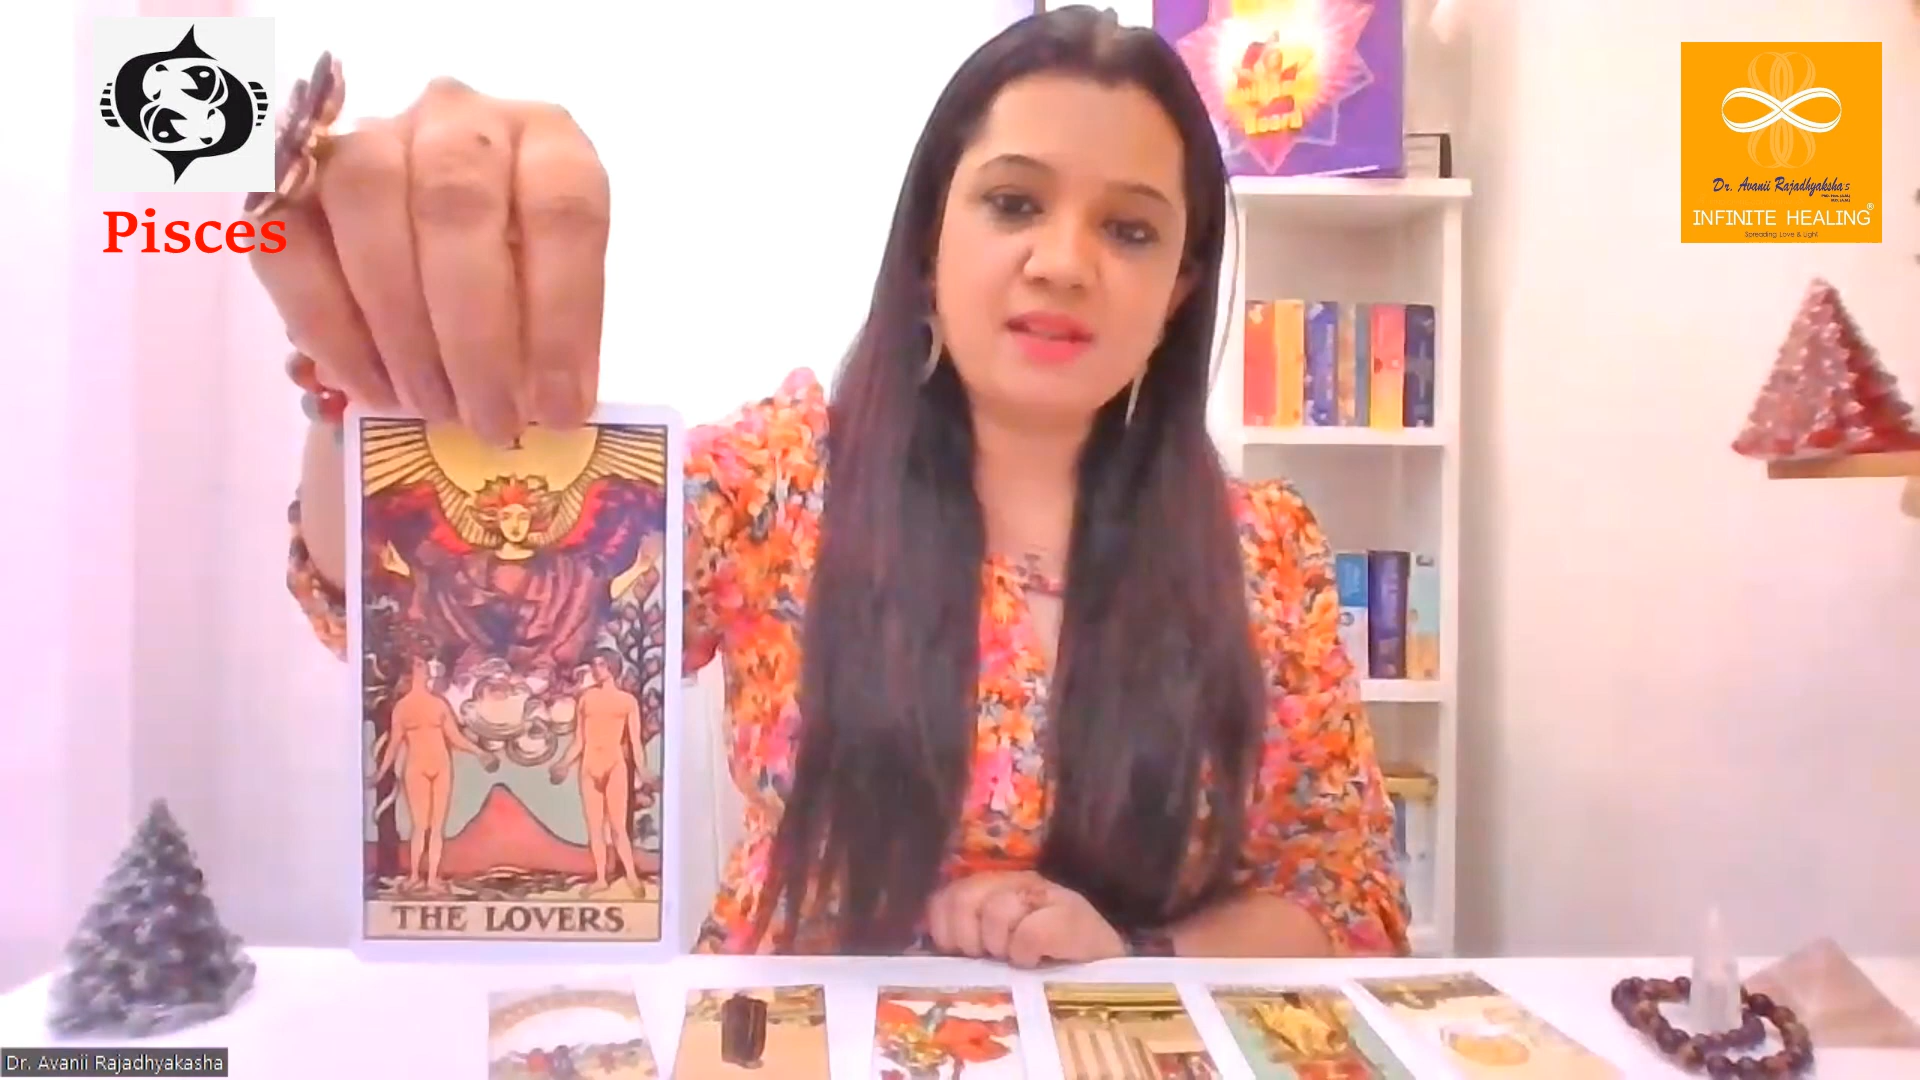 Pisces
Dr. Avanii Rajadhyaksha's
INFINITE HEALING®
Spreading Love & Light
THE LOVERS.
Dr. Avanii Rajadhyakasha